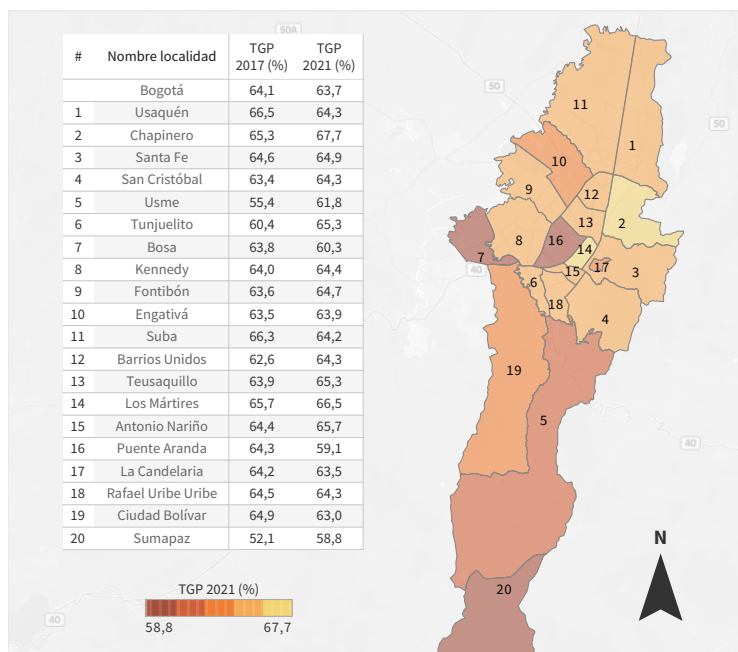 # Nombre localidad TGP 2017 (%) TGP 2021 (%)
Bogotá 64,1 63,7
1 Usaquén 66,5 64,3
2 Chapinero 65,3 67,7
3 Santa Fe 64,6 64,9
4 San Cristóbal 63,4 64,3
5 Usme 55,4 61,8
6 Tunjuelito 60,4 65,3
7 Bosa 63,8 60,3
8 Kennedy 64,0 64,4
9 Fontibón 63,6 64,7
10 Engativá 63,5 63,9
11 Suba 66,3 64,2
12 Barrios Unidos 62,6 64,3
13 Teusaquillo 63,9 65,3
14 Los Mártires 65,7 66,5
15 Antonio Nariño 64,4 65,7
16 Puente Aranda 64,3 59,1
17 La Candelaria 64,2 63,5
18 Rafael Uribe Uribe 64,5 64,3
19 Ciudad Bolívar 64,9 63,0
20 Sumapaz 52,1 58,8
TGP 2021 (%)
58,8 67,7
50A
50
50
40
40
40
11
1
10
9
12
13
2
8
16
14
7
15
17
3
6
18
4
19
5
20
N